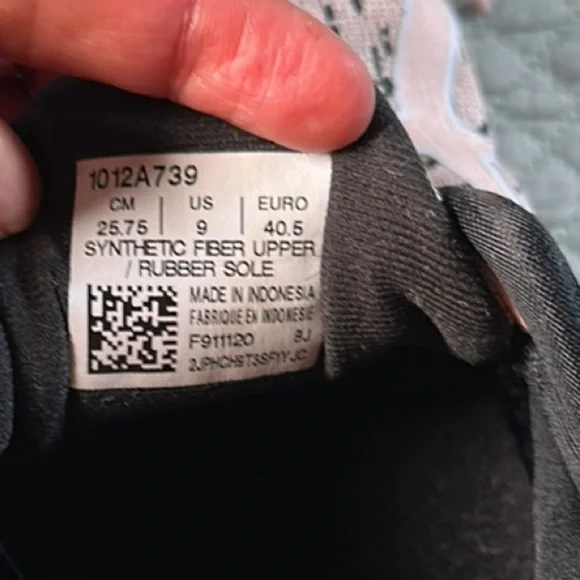 1012A739
CM | US | EURO
25.75 | 9 | 40.5
SYNTHETIC FIBER UPPER
/ RUBBER SOLE
MADE IN INDONESIA
FABRIQUE EN INDONESIE
F911120 BJ